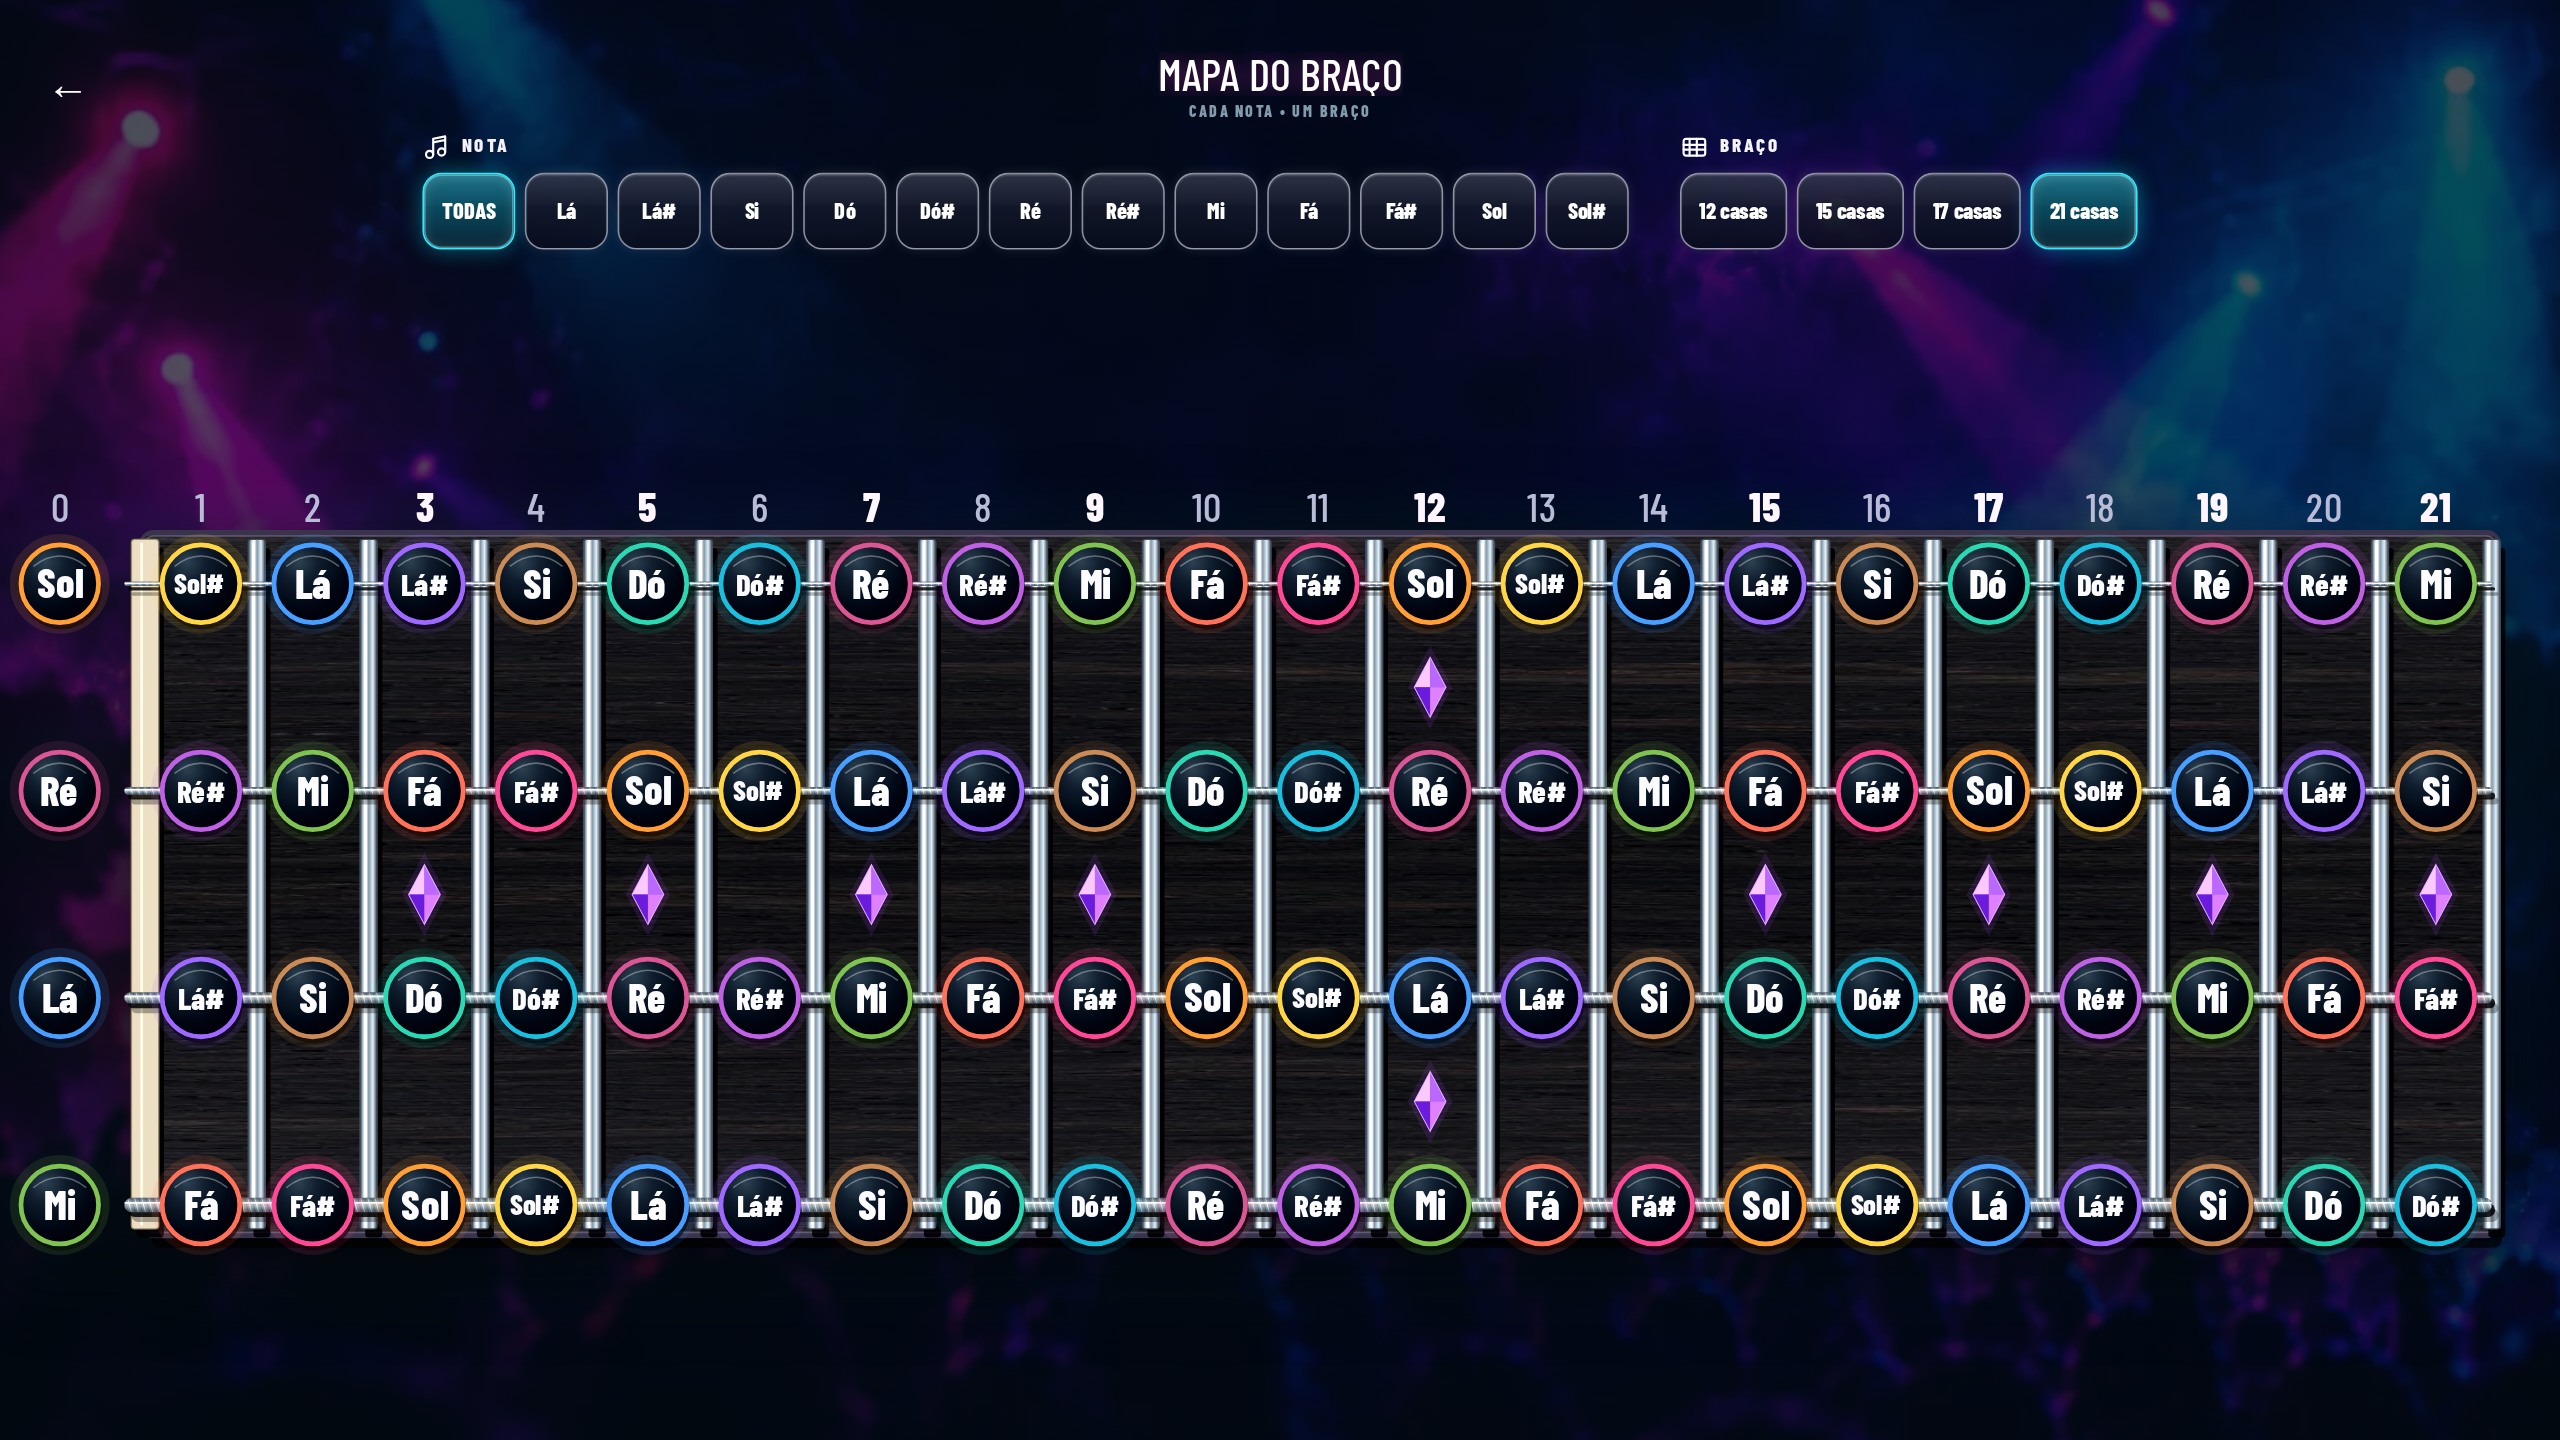 ←
MAPA DO BRAÇO
CADA NOTA • UM BRAÇO
NOTA
BRAÇO
TODAS Lá Lá# Si Dó Dó# Ré Ré# Mi Fá Fá# Sol Sol# 12 casas 15 casas 17 casas 21 casas
0 1 2 3 4 5 6 7 8 9 10 11 12 13 14 15 16 17 18 19 20 21
Sol Sol# Lá Lá# Si Dó Dó# Ré Ré# Mi Fá Fá# Sol Sol# Lá Lá# Si Dó Dó# Ré Ré# Mi
Ré Ré# Mi Fá Fá# Sol Sol# Lá Lá# Si Dó Dó# Ré Ré# Mi Fá Fá# Sol Sol# Lá Lá# Si
Lá Lá# Si Dó Dó# Ré Ré# Mi Fá Fá# Sol Sol# Lá Lá# Si Dó Dó# Ré Ré# Mi Fá Fá#
Mi Fá Fá# Sol Sol# Lá Lá# Si Dó Dó# Ré Ré# Mi Fá Fá# Sol Sol# Lá Lá# Si Dó Dó#